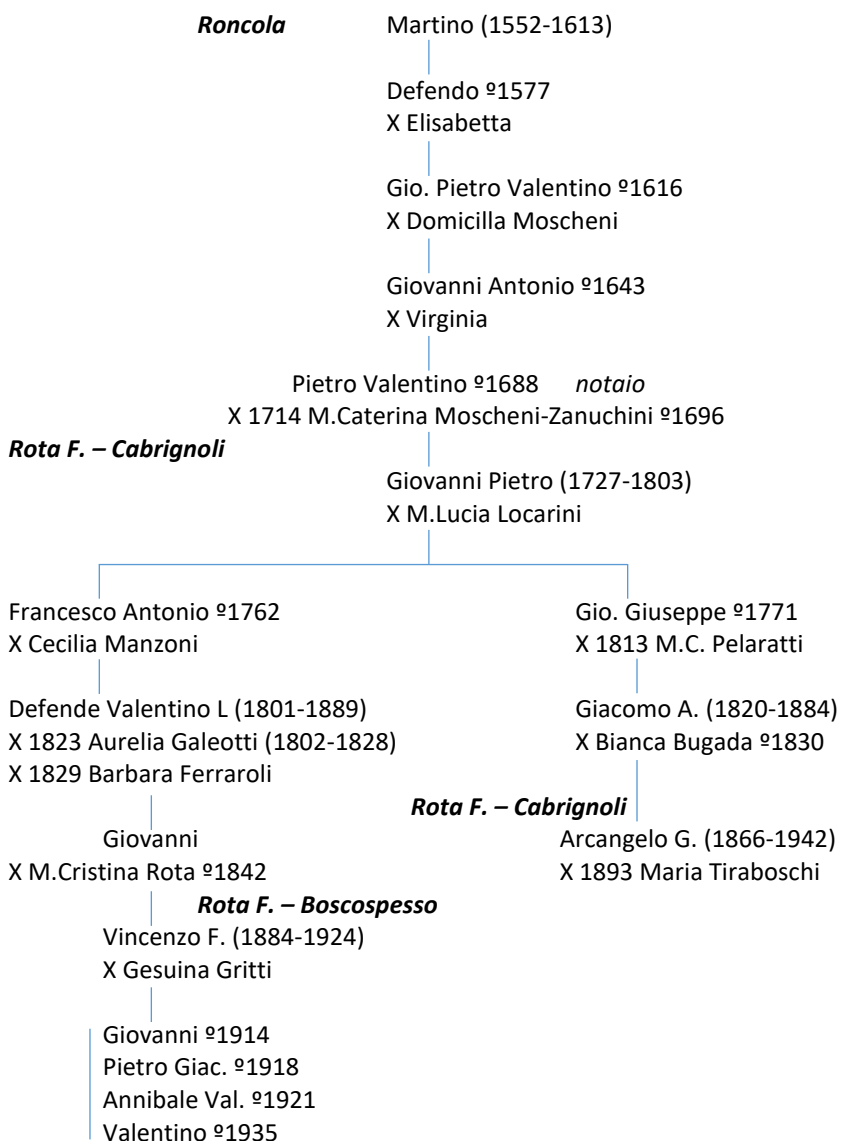 Roncola Martino (1552-1613)
Defendo º1577
X Elisabetta
Gio. Pietro Valentino º1616
X Domicilla Moscheni
Giovanni Antonio º1643
X Virginia
Pietro Valentino º1688 notaio
X 1714 M.Caterina Moscheni-Zanuchini º1696
Rota F. – Cabrignoli
Giovanni Pietro (1727-1803)
X M.Lucia Locarini
Francesco Antonio º1762 Gio. Giuseppe º1771
X Cecilia Manzoni X 1813 M.C. Pelaratti
Defende Valentino L (1801-1889) Giacomo A. (1820-1884)
X 1823 Aurelia Galeotti (1802-1828) X Bianca Bugada º1830
X 1829 Barbara Ferraroli
Rota F. – Cabrignoli
Giovanni Arcangelo G. (1866-1942)
X M.Cristina Rota º1842 X 1893 Maria Tiraboschi
Rota F. – Boscospesso
Vincenzo F. (1884-1924)
X Gesuina Gritti
Giovanni º1914
Pietro Giac. º1918
Annibale Val. º1921
Valentino º1935